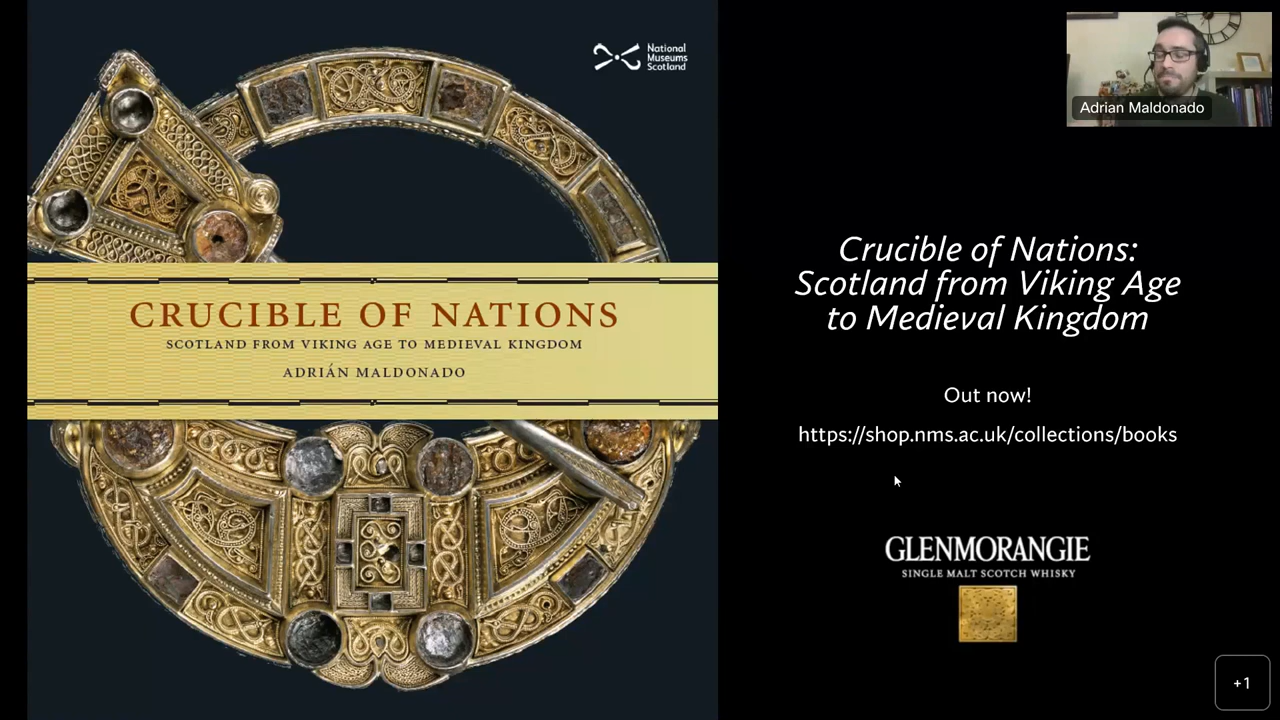 National
Museums
Scotland
CRUCIBLE OF NATIONS
SCOTLAND FROM VIKING AGE TO MEDIEVAL KINGDOM
ADRIÁN MALDONADO
Adrian Maldonado
Crucible of Nations:
Scotland from Viking Age
to Medieval Kingdom
Out now!
https://shop.nms.ac.uk/collections/books
GLENMORANGIE
SINGLE MALT SCOTCH WHISKY
+1